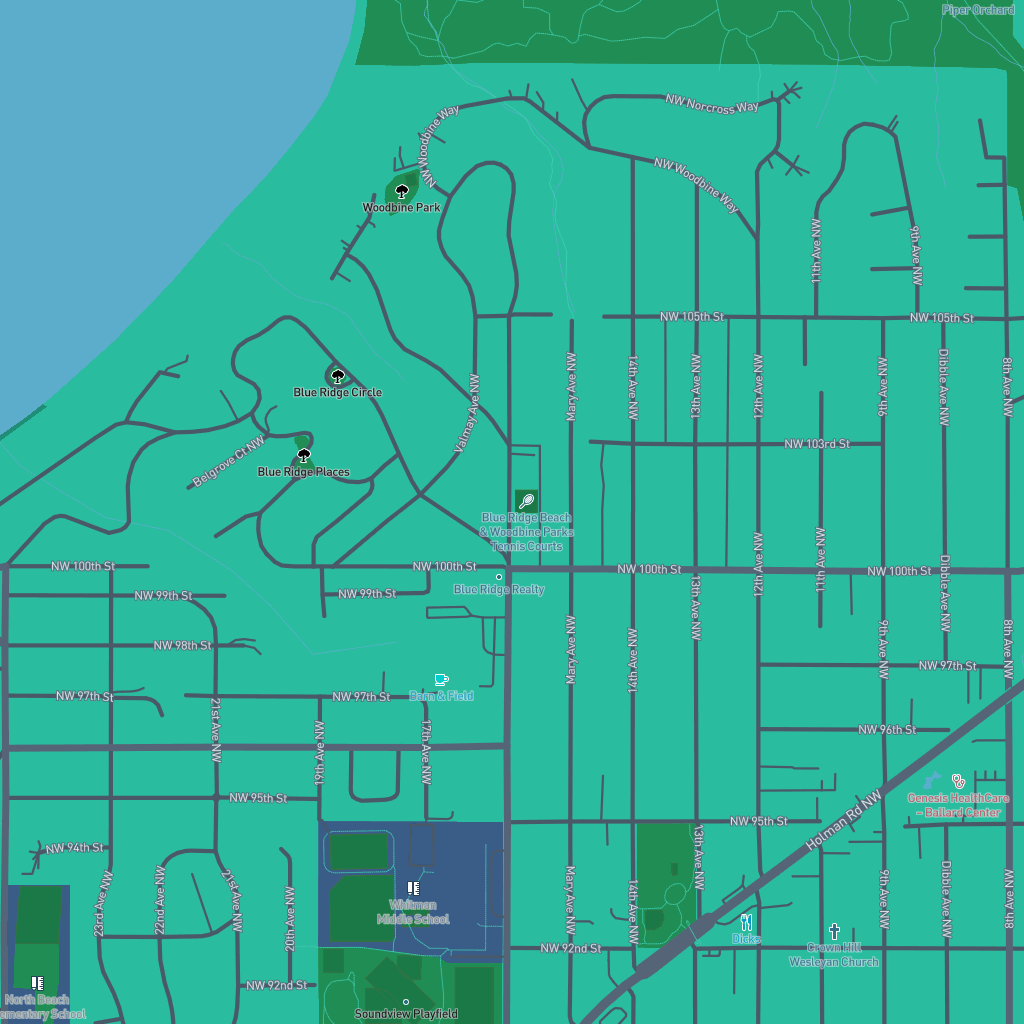 Piper Orchard
NW Norcross Way
NW Woodbine Way
NW Woodbine Way
Woodbine Park
11th Ave NW
9th Ave NW
NW 105th St
NW 105th St
Blue Ridge Circle
Valmay Ave NW
Mary Ave NW
14th Ave NW
13th Ave NW
12th Ave NW
9th Ave NW
Dibble Ave NW
8th Ave NW
Belgrove Ct NW
Blue Ridge Places
NW 103rd St
Blue Ridge Beach
& Woodbine Parks
Tennis Courts
NW 100th St
NW 100th St
NW 100th St
NW 100th St
Blue Ridge Realty
NW 99th St
NW 99th St
12th Ave NW
11th Ave NW
13th Ave NW
Dibble Ave NW
NW 98th St
Mary Ave NW
14th Ave NW
9th Ave NW
8th Ave NW
NW 97th St
NW 97th St
NW 97th St
Barn & Field
21st Ave NW
19th Ave NW
17th Ave NW
NW 96th St
NW 95th St
NW 95th St
Holman Rd NW
Genesis HealthCare
- Ballard Center
NW 94th St
23rd Ave NW
22nd Ave NW
21st Ave NW
20th Ave NW
Whitman
Middle School
Mary Ave NW
14th Ave NW
13th Ave NW
9th Ave NW
Dibble Ave NW
8th Ave NW
NW 92nd St
NW 92nd St
Dicks
Crown Hill
Wesleyan Church
North Beach
ementary School
Soundview Playfield